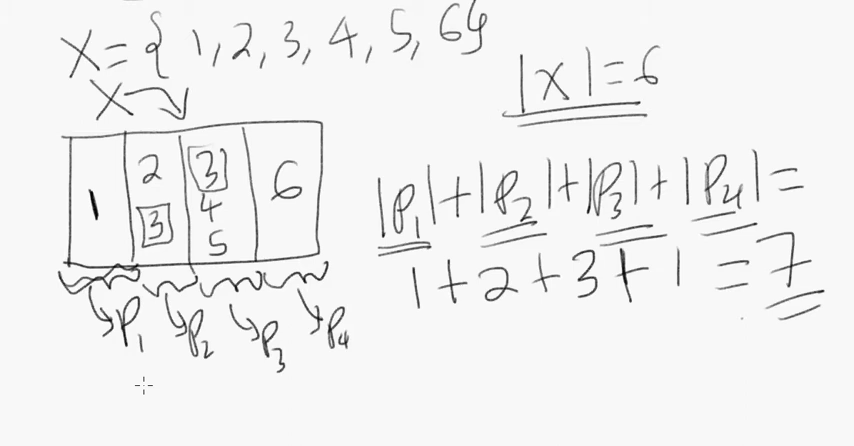 X = { 1, 2, 3, 4, 5, 6}
|X| = 6
X
1 2 3 6
3 4
5
|P₁| + |P₂| + |P₃| + |P₄| =
1 + 2 + 3 + 1 = 7
P₁ P₂ P₃ P₄